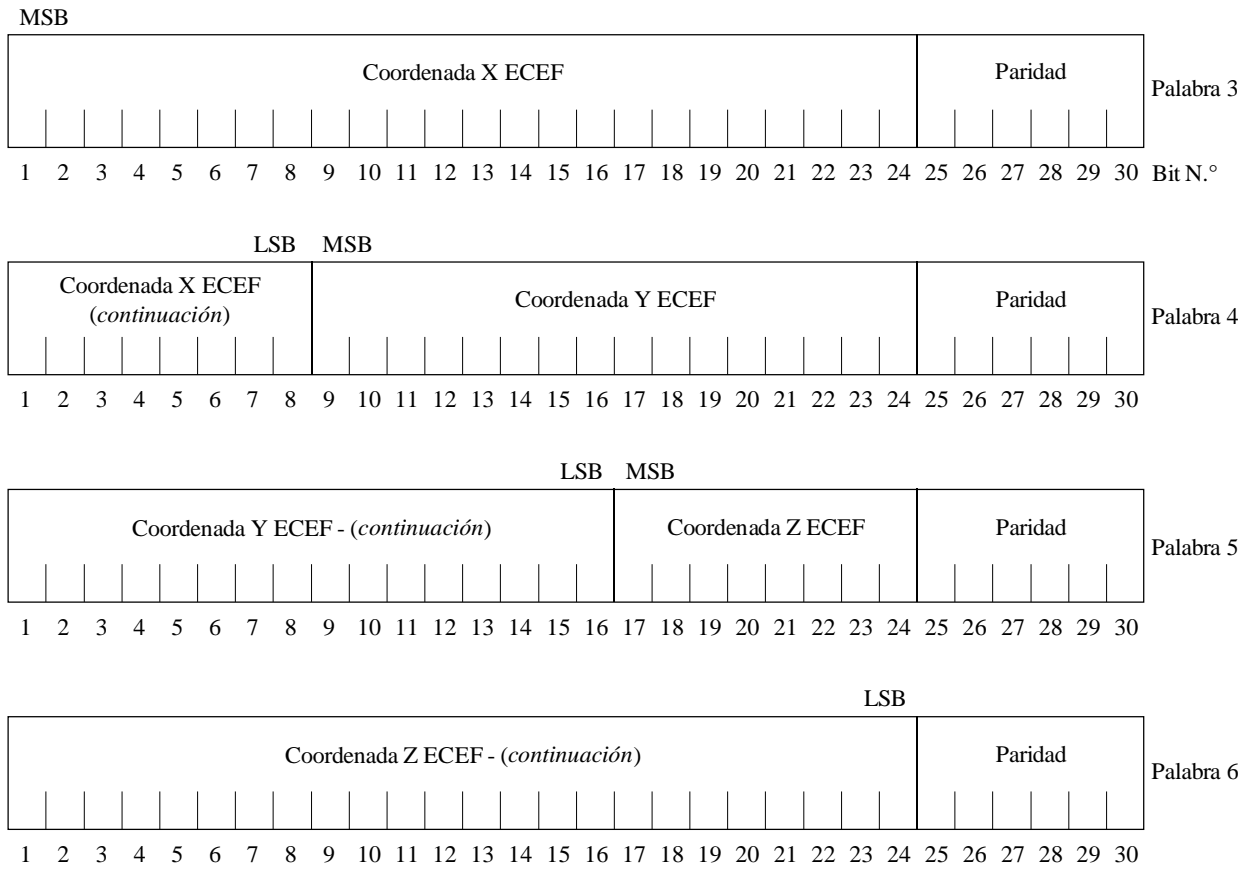 MSB
Coordenada X ECEF Paridad
Palabra 3
1 2 3 4 5 6 7 8 9 10 11 12 13 14 15 16 17 18 19 20 21 22 23 24 25 26 27 28 29 30 Bit N.°
LSB MSB
Coordenada X ECEF
(continuación)
Coordenada Y ECEF Paridad
Palabra 4
1 2 3 4 5 6 7 8 9 10 11 12 13 14 15 16 17 18 19 20 21 22 23 24 25 26 27 28 29 30
LSB MSB
Coordenada Y ECEF - (continuación) Coordenada Z ECEF Paridad
Palabra 5
1 2 3 4 5 6 7 8 9 10 11 12 13 14 15 16 17 18 19 20 21 22 23 24 25 26 27 28 29 30
LSB
Coordenada Z ECEF - (continuación) Paridad
Palabra 6
1 2 3 4 5 6 7 8 9 10 11 12 13 14 15 16 17 18 19 20 21 22 23 24 25 26 27 28 29 30